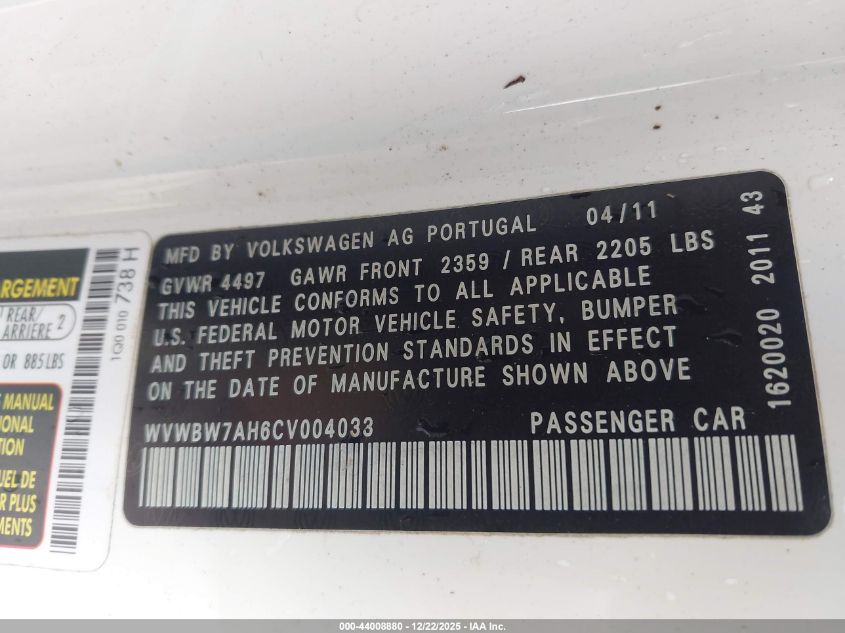 MFD BY VOLKSWAGEN AG PORTUGAL 04/11
GVWR 4497 GAWR FRONT 2359 / REAR 2205 LBS
THIS VEHICLE CONFORMS TO ALL APPLICABLE
U.S. FEDERAL MOTOR VEHICLE SAFETY, BUMPER
AND THEFT PREVENTION STANDARDS IN EFFECT
ON THE DATE OF MANUFACTURE SHOWN ABOVE
WVWBW7AH6CV004033 PASSENGER CAR
1620020 2011 43
ARGEMENT
REAR/
ARRIERE 2
OR 885 LBS
MANUAL
IONAL
UEL DE
R PLUS
MENTS
1Q0 010 738 H
000-44008880 - 12/22/2025 - IAA Inc.